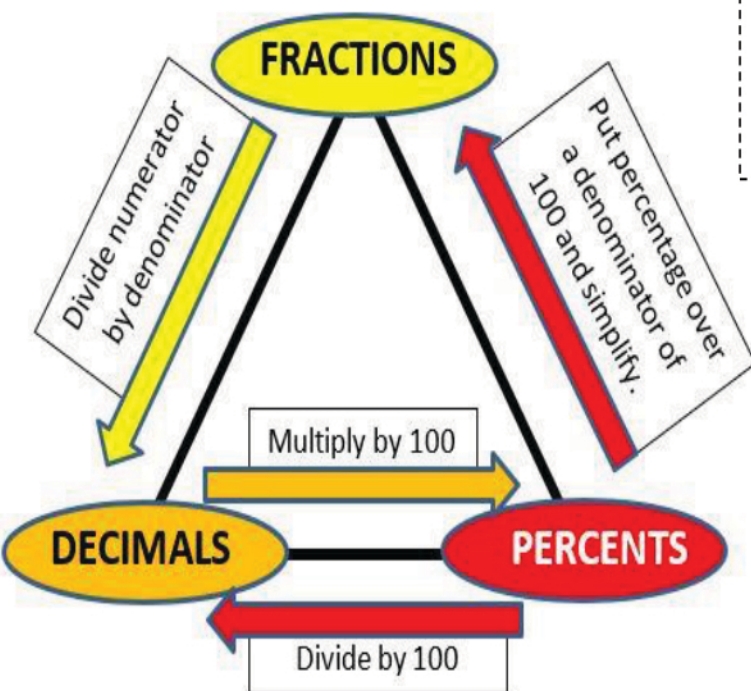 FRACTIONS
Divide numerator
by denominator
Put percentage over
a denominator of
100 and simplify.
Multiply by 100
DECIMALS
PERCENTS
Divide by 100